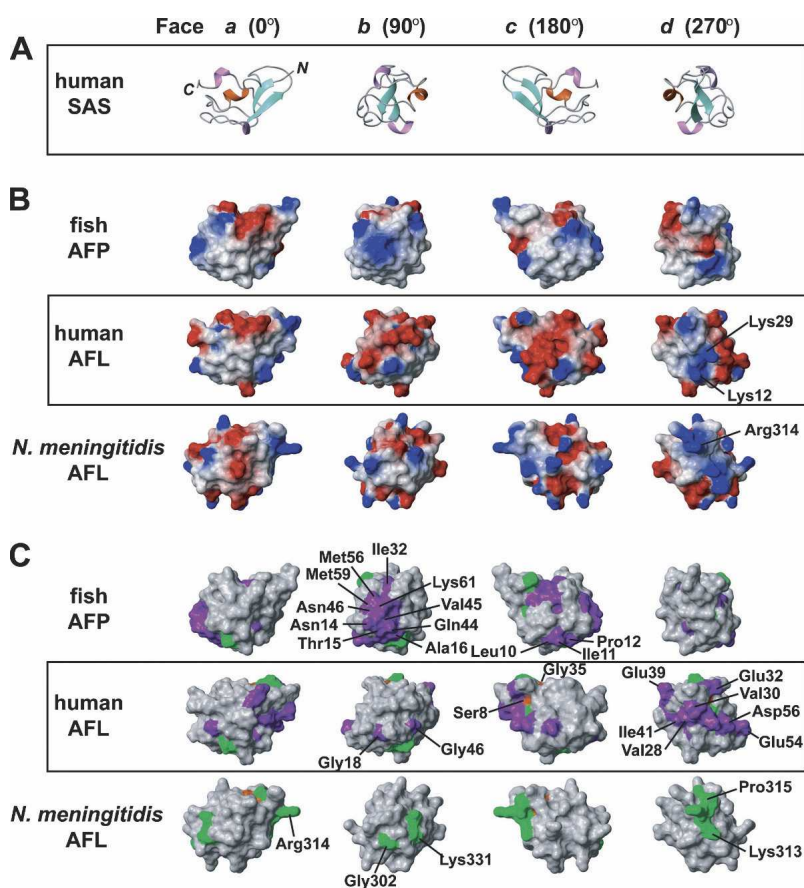 Face a (0°) b (90°) c (180°) d (270°)
A
human
SAS
N
C
B
fish
AFP
human
AFL
Lys29
Lys12
N. meningitidis
AFL
Arg314
C
fish
AFP
Met56
Ile32
Met59
Lys61
Asn46
Val45
Asn14
Gln44
Thr15
Ala16
Leu10
Pro12
Ile11
human
AFL
Gly35
Ser8
Gly18
Gly46
Glu39
Glu32
Val30
Asp56
Ile41
Val28
Glu54
N. meningitidis
AFL
Arg314
Gly302
Lys331
Pro315
Lys313